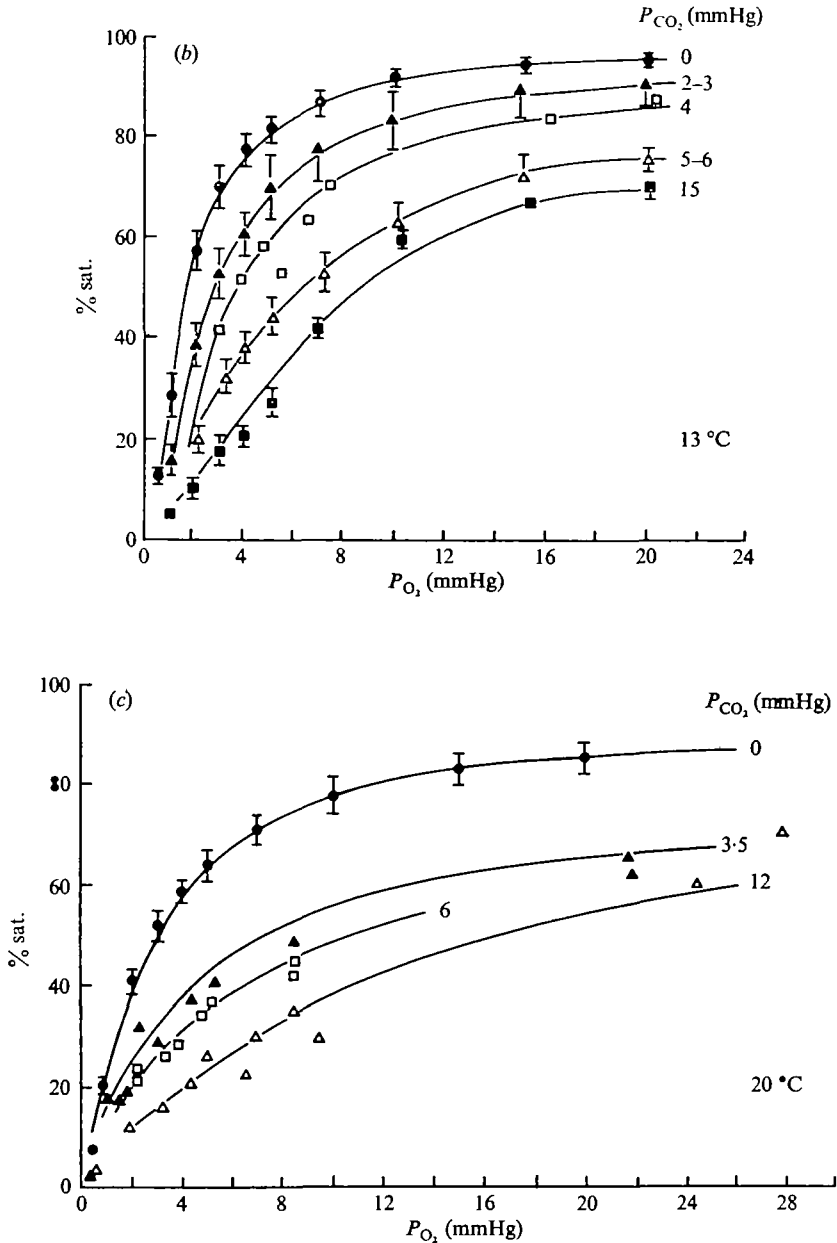 (b)
P_CO₂ (mmHg)
100
80
60
40
20
0
% sat.
0
2–3
4
5–6
15
13 °C
0 4 8 12 16 20 24
P_O₂ (mmHg)
(c)
P_CO₂ (mmHg)
100
80
60
40
20
0
% sat.
0
3·5
6
12
20 °C
0 4 8 12 16 20 24 28
P_O₂ (mmHg)